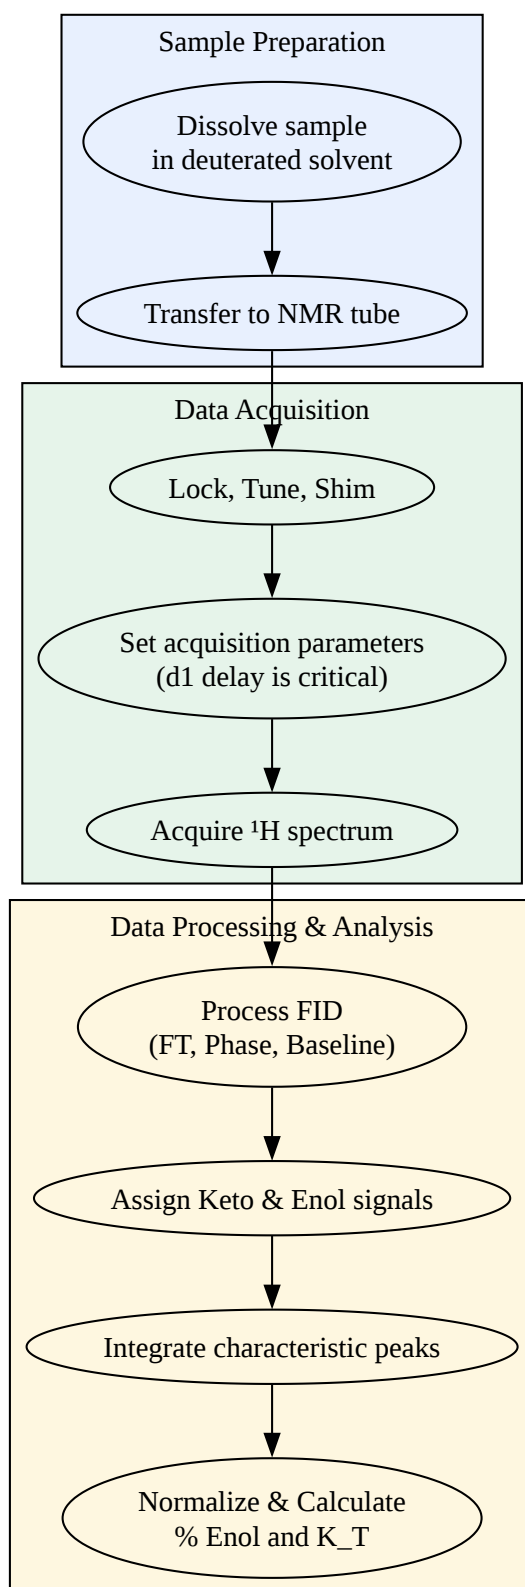 Sample Preparation
Dissolve sample
in deuterated solvent
Transfer to NMR tube
Data Acquisition
Lock, Tune, Shim
Set acquisition parameters
(d1 delay is critical)
Acquire ¹H spectrum
Data Processing & Analysis
Process FID
(FT, Phase, Baseline)
Assign Keto & Enol signals
Integrate characteristic peaks
Normalize & Calculate
% Enol and K_T